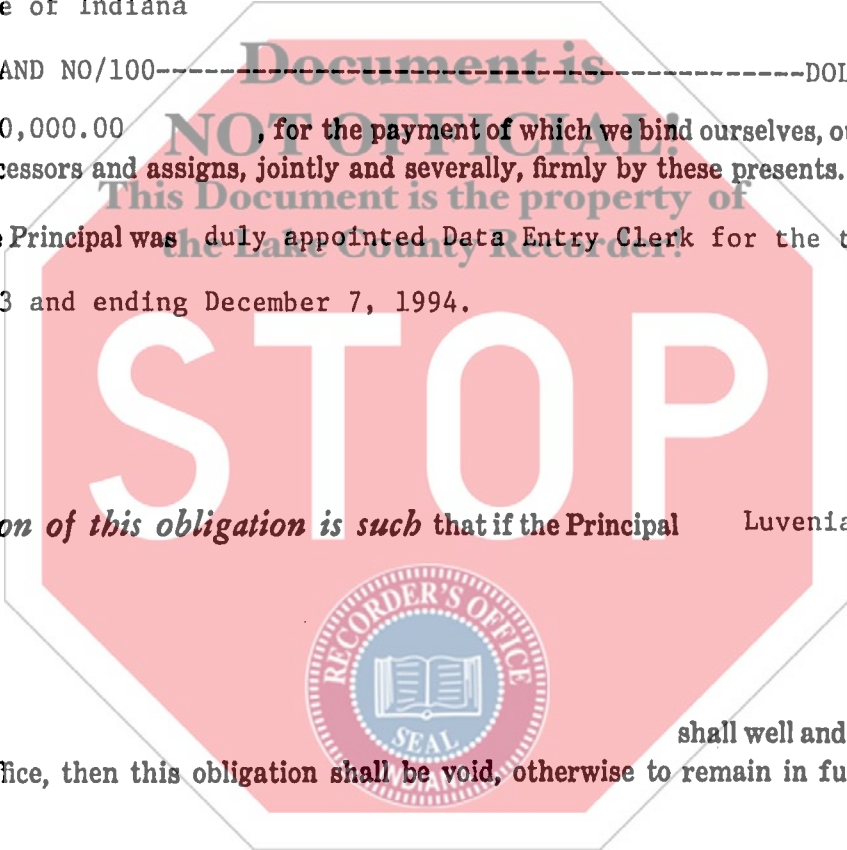 e of Indiana
AND NO/100------------------------------------------DOL
Document is
0,000.00 , for the payment of which we bind ourselves, ou
NOT OFFICIAL!
cessors and assigns, jointly and severally, firmly by these presents.
This Document is the property of
Principal was duly appointed Data Entry Clerk for the t
the Lake County Recorder!
3 and ending December 7, 1994.
STOP
on of this obligation is such that if the Principal Luvenia
RECORDER'S OFFICE
SEAL
shall well and
fice, then this obligation shall be void, otherwise to remain in fu